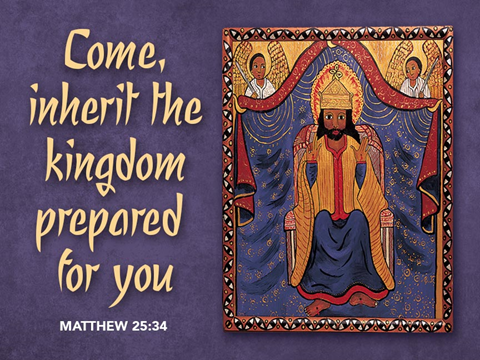 Come,
inherit the
kingdom
prepared
for you
MATTHEW 25:34